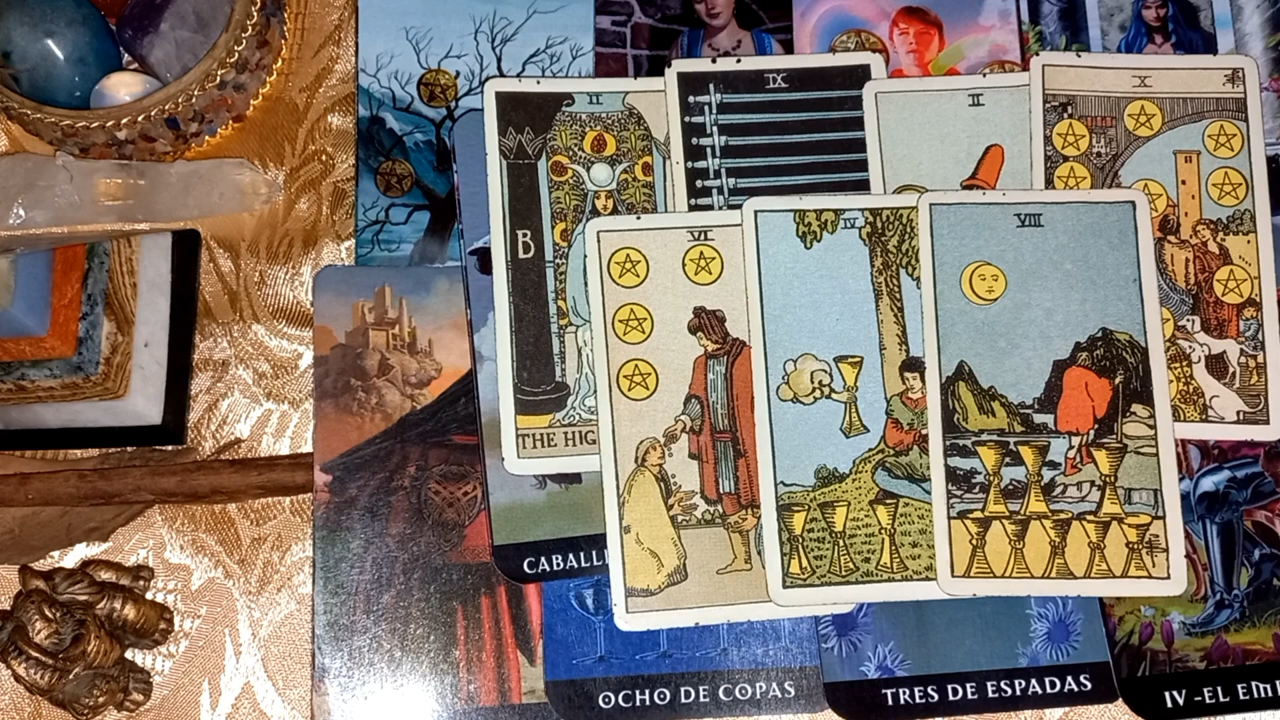 II
IX
II
X
B
VI
IV
VIII
THE HIG
CABALL
OCHO DE COPAS
TRES DE ESPADAS
IV -EL EM